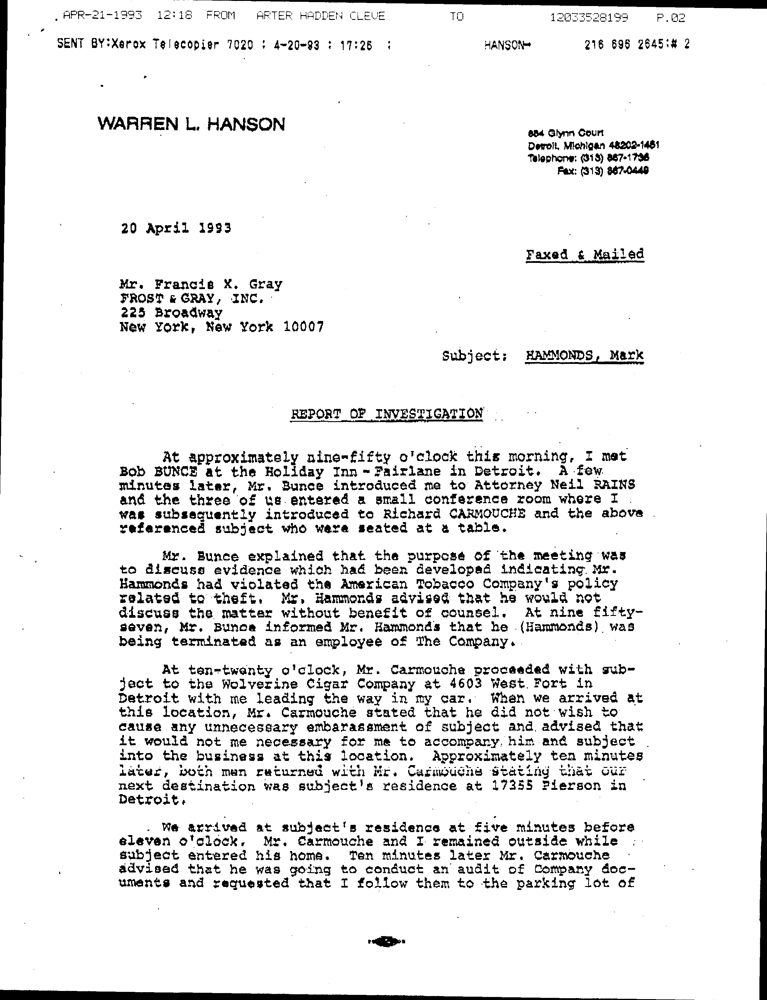 APR-21-1993 12:18 FROM ARTER HADDEN CLEVE TO 12033528199 P.02
SENT BY:Xerox Telecopier 7020 ; 4-20-93 ; 17:26 ; HANSON→ 216 696 2645;# 2
WARREN L. HANSON
884 Glynn Court
Detroit, Michigan 48202-1461
Telephone: (313) 867-1736
Fax: (313) 867-0449
20 April 1993
Faxed & Mailed
Mr. Francis X. Gray
FROST & GRAY, INC.
225 Broadway
New York, New York 10007
Subject: HAMMONDS, Mark
REPORT OF INVESTIGATION
At approximately nine-fifty o'clock this morning, I met
Bob BUNCE at the Holiday Inn - Fairlane in Detroit. A few
minutes later, Mr. Bunce introduced me to Attorney Neil RAINS
and the three of us entered a small conference room where I
was subsequently introduced to Richard CARMOUCHE and the above
referenced subject who were seated at a table.
Mr. Bunce explained that the purpose of the meeting was
to discuss evidence which had been developed indicating Mr.
Hammonds had violated the American Tobacco Company's policy
related to theft. Mr. Hammonds advised that he would not
discuss the matter without benefit of counsel. At nine fifty-
seven, Mr. Bunce informed Mr. Hammonds that he (Hammonds) was
being terminated as an employee of The Company.
At ten-twenty o'clock, Mr. Carmouche proceeded with sub-
ject to the Wolverine Cigar Company at 4603 West Fort in
Detroit with me leading the way in my car. When we arrived at
this location, Mr. Carmouche stated that he did not wish to
cause any unnecessary embarassment of subject and advised that
it would not me necessary for me to accompany him and subject
into the business at this location. Approximately ten minutes
later, both men returned with Mr. Carmouche stating that our
next destination was subject's residence at 17355 Pierson in
Detroit.
We arrived at subject's residence at five minutes before
eleven o'clock. Mr. Carmouche and I remained outside while
subject entered his home. Ten minutes later Mr. Carmouche
advised that he was going to conduct an audit of Company doc-
uments and requested that I follow them to the parking lot of